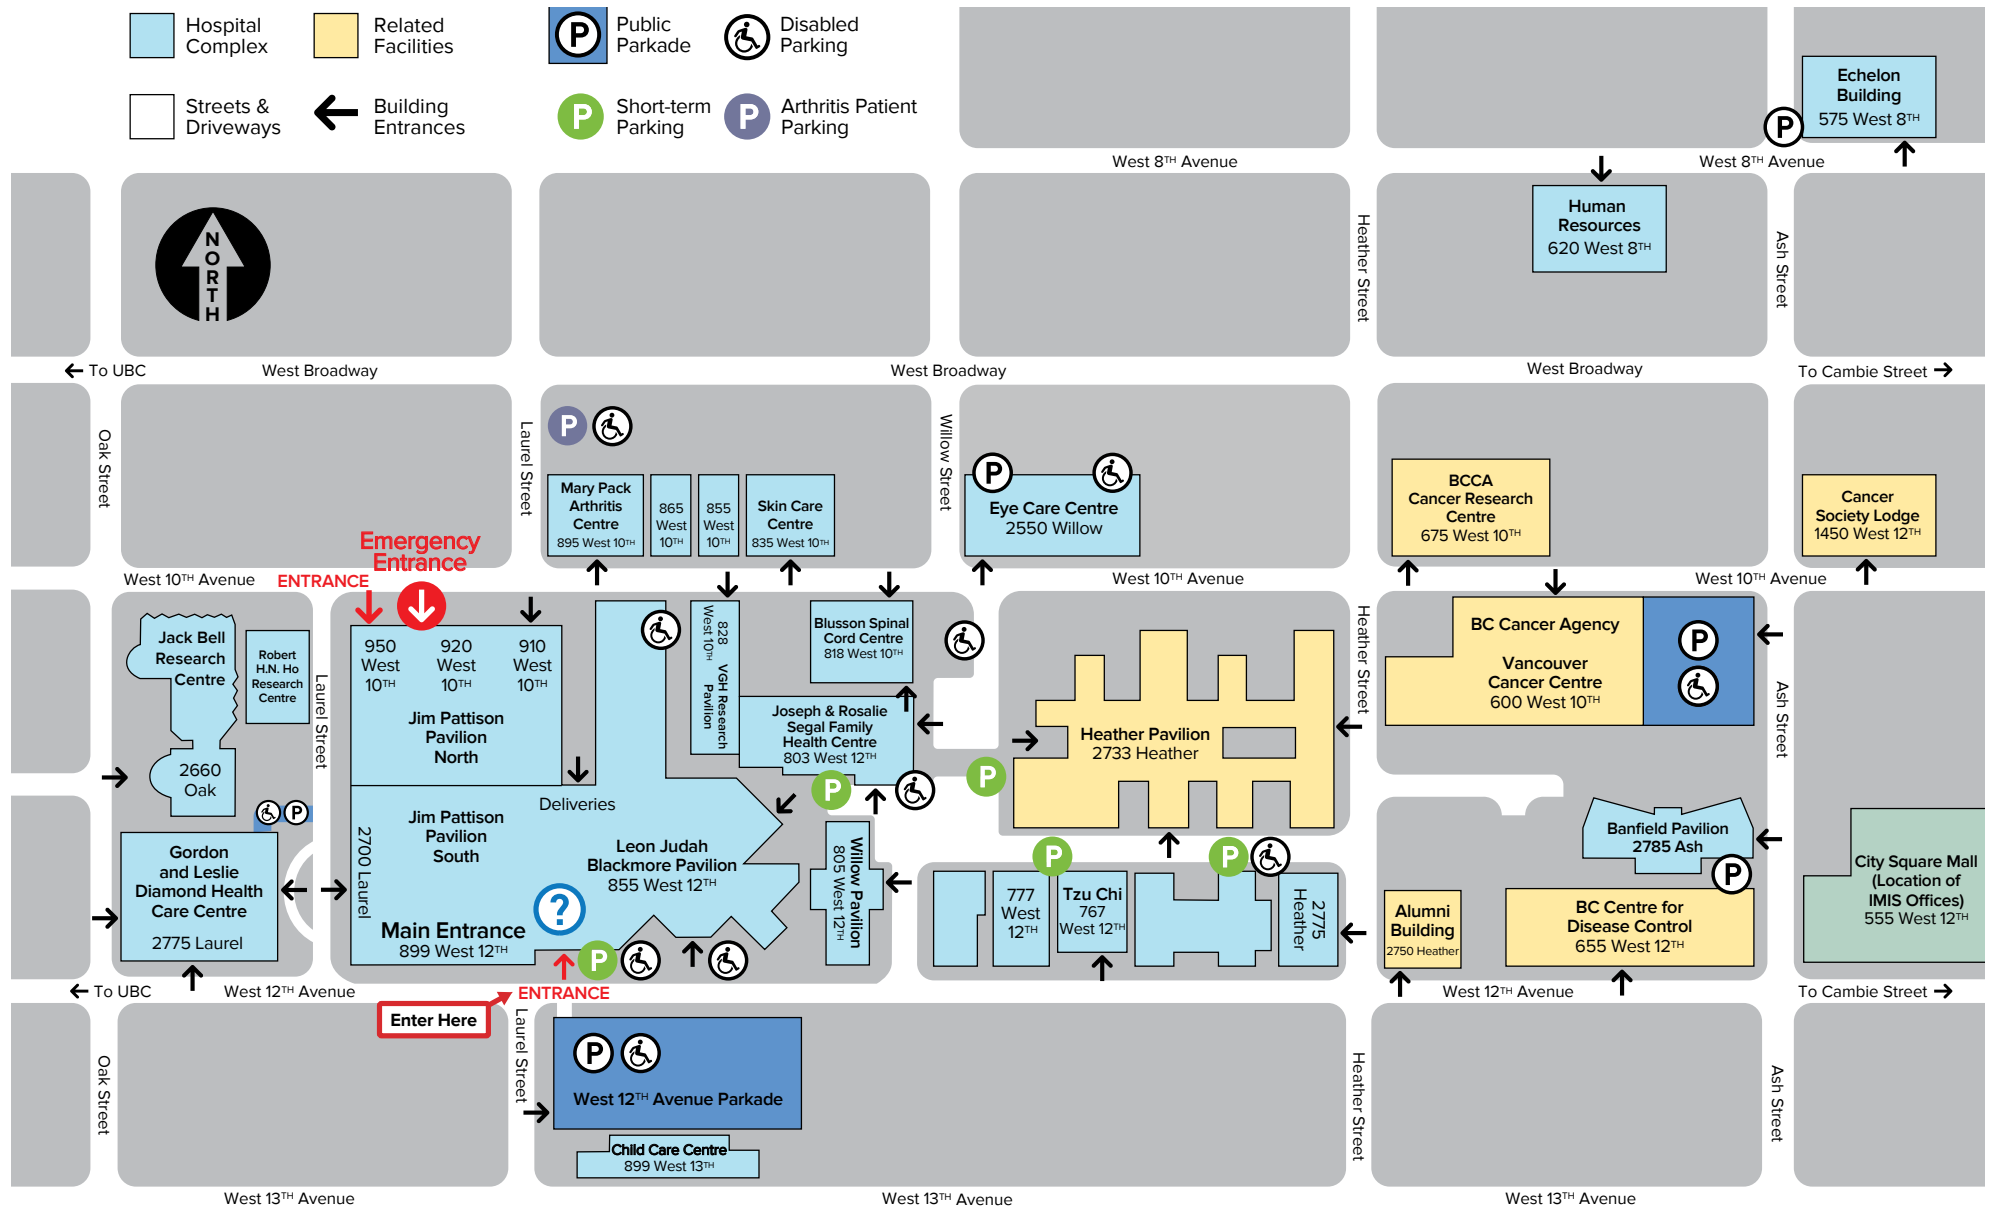 Hospital
Complex
Related
Facilities
P
Public
Parkade
Disabled
Parking
Streets &
Driveways
Building
Entrances
P
Short-term
Parking
P
Arthritis Patient
Parking
Echelon
Building
575 West 8TH
P
West 8TH Avenue
West 8TH Avenue
NORTH
Human
Resources
620 West 8TH
Heather Street
Ash Street
To UBC
West Broadway
West Broadway
West Broadway
To Cambie Street
Oak Street
Laurel Street
Willow Street
P
Mary Pack
Arthritis
Centre
895 West 10TH
865
West
10TH
855
West
10TH
Skin Care
Centre
835 West 10TH
P
Eye Care Centre
2550 Willow
BCCA
Cancer Research
Centre
675 West 10TH
Cancer
Society Lodge
1450 West 12TH
Emergency
Entrance
ENTRANCE
West 10TH Avenue
West 10TH Avenue
West 10TH Avenue
Jack Bell
Research
Centre
Robert
H.N. Ho
Research
Centre
Laurel Street
950
West
10TH
920
West
10TH
910
West
10TH
Jim Pattison
Pavilion
North
828
West 10TH
VGH Research
Pavilion
Blusson Spinal
Cord Centre
818 West 10TH
Joseph & Rosalie
Segal Family
Health Centre
803 West 12TH
P
P
Heather Pavilion
2733 Heather
Heather Street
BC Cancer Agency
Vancouver
Cancer Centre
600 West 10TH
P
Ash Street
2660
Oak
P
Deliveries
Jim Pattison
Pavilion
South
2700 Laurel
Leon Judah
Blackmore Pavilion
855 West 12TH
?
Main Entrance
899 West 12TH
P
Willow Pavilion
805 West 12TH
Gordon
and Leslie
Diamond Health
Care Centre
2775 Laurel
P
P
777
West
12TH
Tzu Chi
767
West 12TH
2775
Heather
Banfield Pavilion
2785 Ash
P
Alumni
Building
2750 Heather
BC Centre for
Disease Control
655 West 12TH
City Square Mall
(Location of
IMIS Offices)
555 West 12TH
To UBC
West 12TH Avenue
ENTRANCE
Enter Here
West 12TH Avenue
To Cambie Street
Oak Street
Laurel Street
P
West 12TH Avenue Parkade
Child Care Centre
899 West 13TH
Heather Street
Ash Street
West 13TH Avenue
West 13TH Avenue
West 13TH Avenue